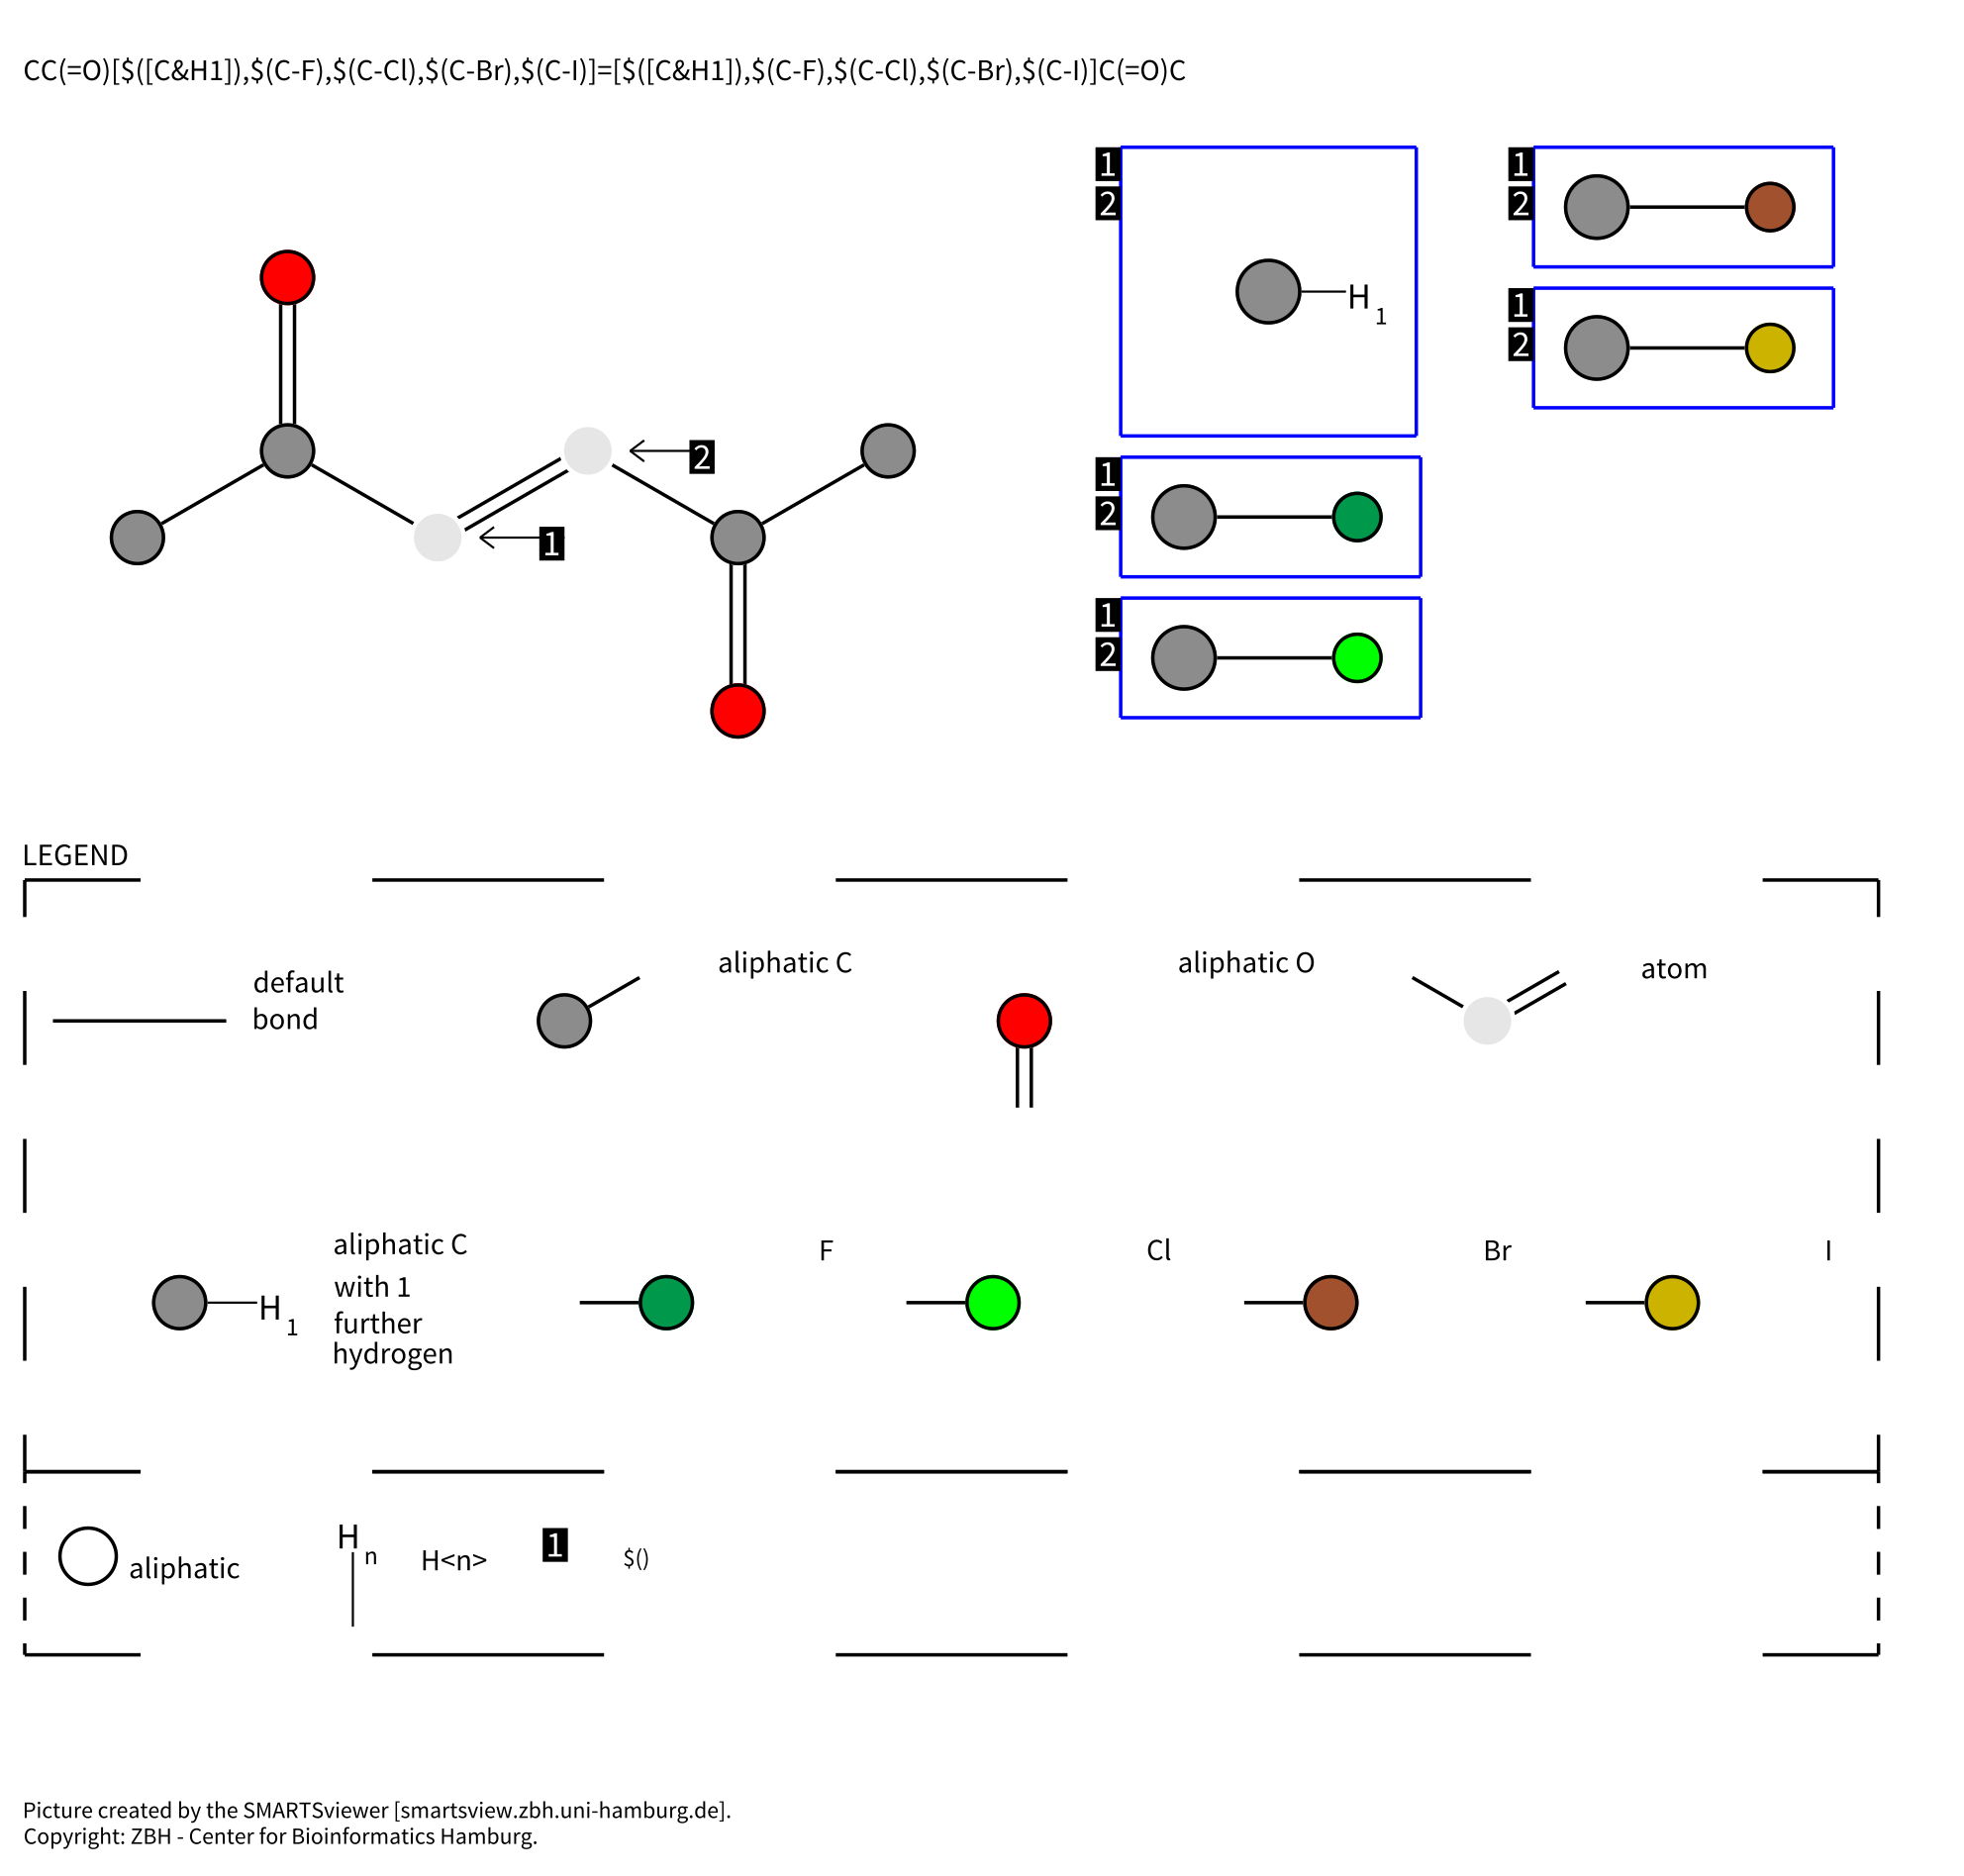 CC(=O)[$([C&H1]),$(C-F),$(C-Cl),$(C-Br),$(C-I)]=[$([C&H1]),$(C-F),$(C-Cl),$(C-Br),$(C-I)]C(=O)C
1
2
H
1
1
2
1
2
2
1
1
2
1
2
LEGEND
default
bond
aliphatic C
aliphatic O
atom
H
1
aliphatic C
with 1
further
hydrogen
F
Cl
Br
I
aliphatic
H
n
H<n>
1
$()
Picture created by the SMARTSviewer [smartsview.zbh.uni-hamburg.de].
Copyright: ZBH - Center for Bioinformatics Hamburg.